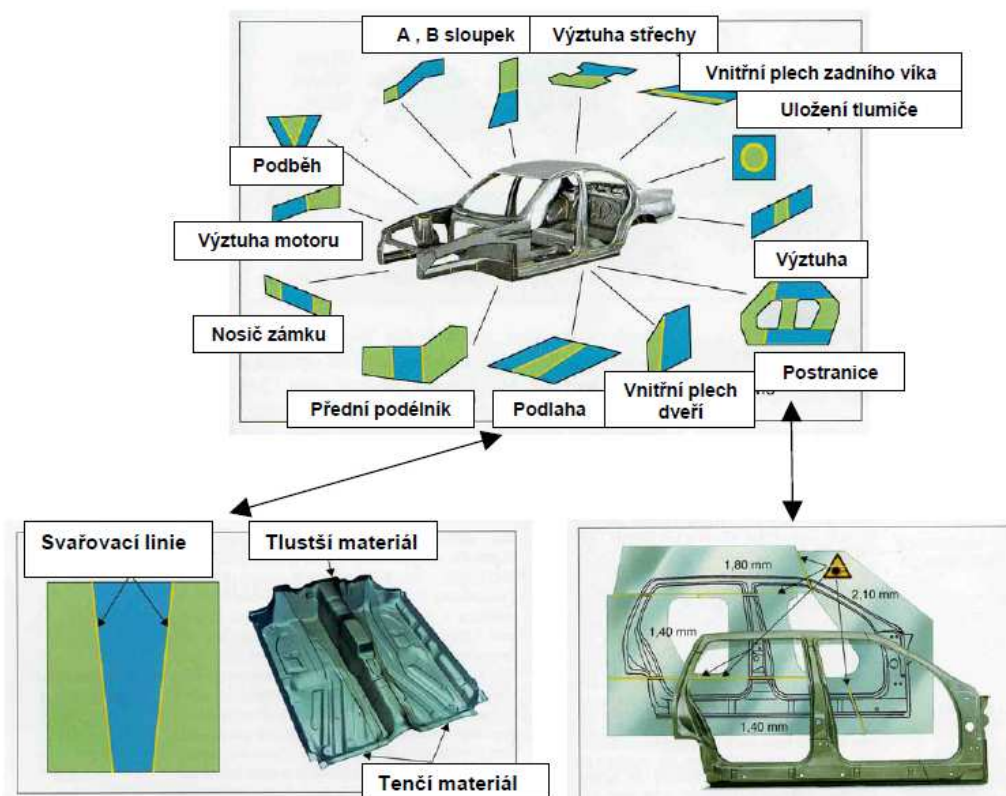 A , B sloupek
Výztuha střechy
Vnitřní plech zadního víka
Uložení tlumiče
Podběh
Výztuha motoru
Výztuha
Nosič zámku
Postranice
Přední podélník
Podlaha
Vnitřní plech
dveří
Svařovací linie
Tlustší materiál
Tenčí materiál
1,80 mm
2,10 mm
1,40 mm
1,40 mm